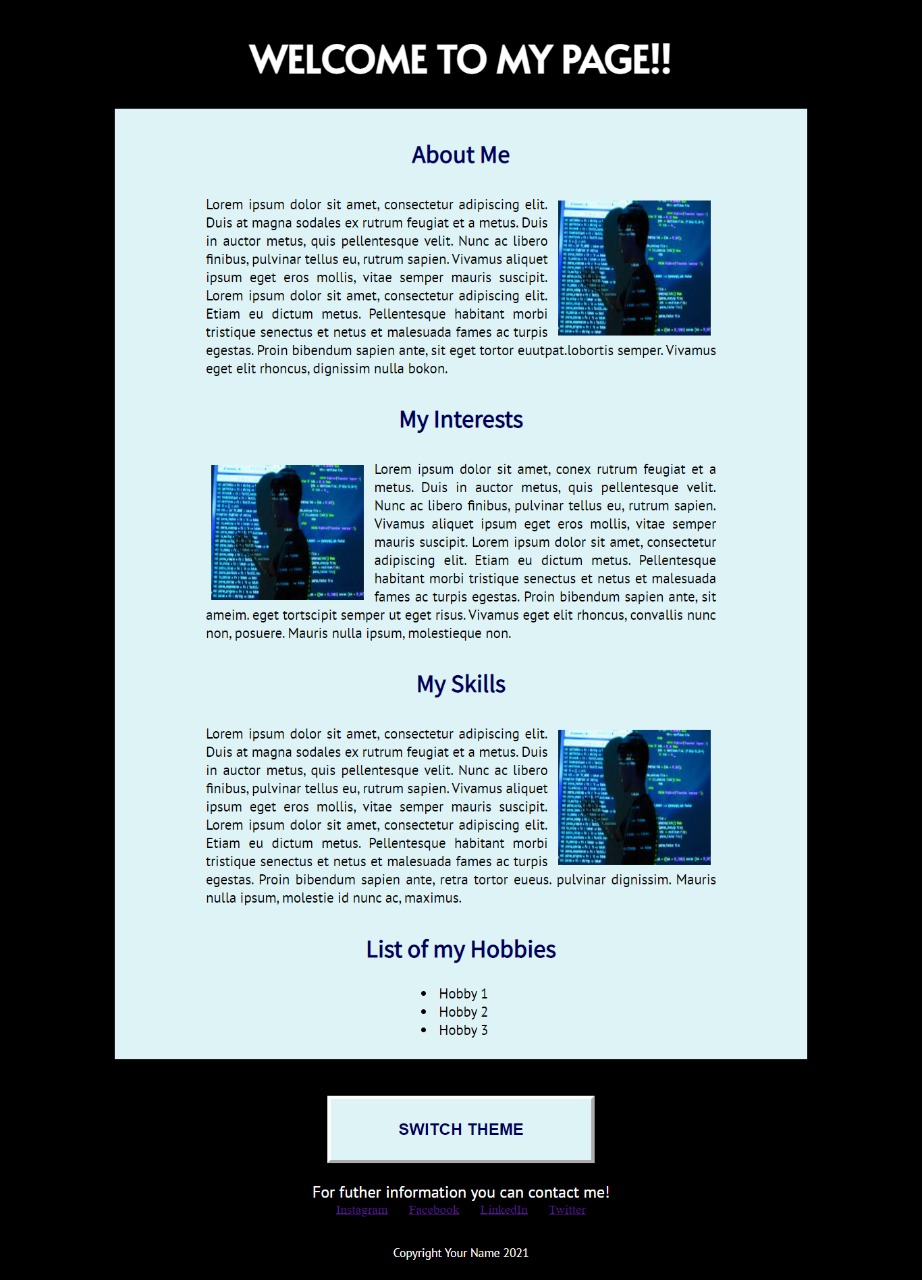 WELCOME TO MY PAGE!!
About Me
Lorem ipsum dolor sit amet, consectetur adipiscing elit.
Duis at magna sodales ex rutrum feugiat et a metus. Duis
in auctor metus, quis pellentesque velit. Nunc ac libero
finibus, pulvinar tellus eu, rutrum sapien. Vivamus aliquet
ipsum eget eros mollis, vitae semper mauris suscipit.
Lorem ipsum dolor sit amet, consectetur adipiscing elit.
Etiam eu dictum metus. Pellentesque habitant morbi
tristique senectus et netus et malesuada fames ac turpis
egestas. Proin bibendum sapien ante, sit eget tortor euutpat.lobortis semper. Vivamus
eget elit rhoncus, dignissim nulla bokon.
My Interests
Lorem ipsum dolor sit amet, conex rutrum feugiat et a
metus. Duis in auctor metus, quis pellentesque velit.
Nunc ac libero finibus, pulvinar tellus eu, rutrum sapien.
Vivamus aliquet ipsum eget eros mollis, vitae semper
mauris suscipit. Lorem ipsum dolor sit amet, consectetur
adipiscing elit. Etiam eu dictum metus. Pellentesque
habitant morbi tristique senectus et netus et malesuada
fames ac turpis egestas. Proin bibendum sapien ante, sit
ameim. eget tortscipit semper ut eget risus. Vivamus eget elit rhoncus, convallis nunc
non, posuere. Mauris nulla ipsum, molestieque non.
My Skills
Lorem ipsum dolor sit amet, consectetur adipiscing elit.
Duis at magna sodales ex rutrum feugiat et a metus. Duis
in auctor metus, quis pellentesque velit. Nunc ac libero
finibus, pulvinar tellus eu, rutrum sapien. Vivamus aliquet
ipsum eget eros mollis, vitae semper mauris suscipit.
Lorem ipsum dolor sit amet, consectetur adipiscing elit.
Etiam eu dictum metus. Pellentesque habitant morbi
tristique senectus et netus et malesuada fames ac turpis
egestas. Proin bibendum sapien ante, retra tortor eueus. pulvinar dignissim. Mauris
nulla ipsum, molestie id nunc ac, maximus.
List of my Hobbies
• Hobby 1
• Hobby 2
• Hobby 3
SWITCH THEME
For futher information you can contact me!
Instagram Facebook LinkedIn Twitter
Copyright Your Name 2021